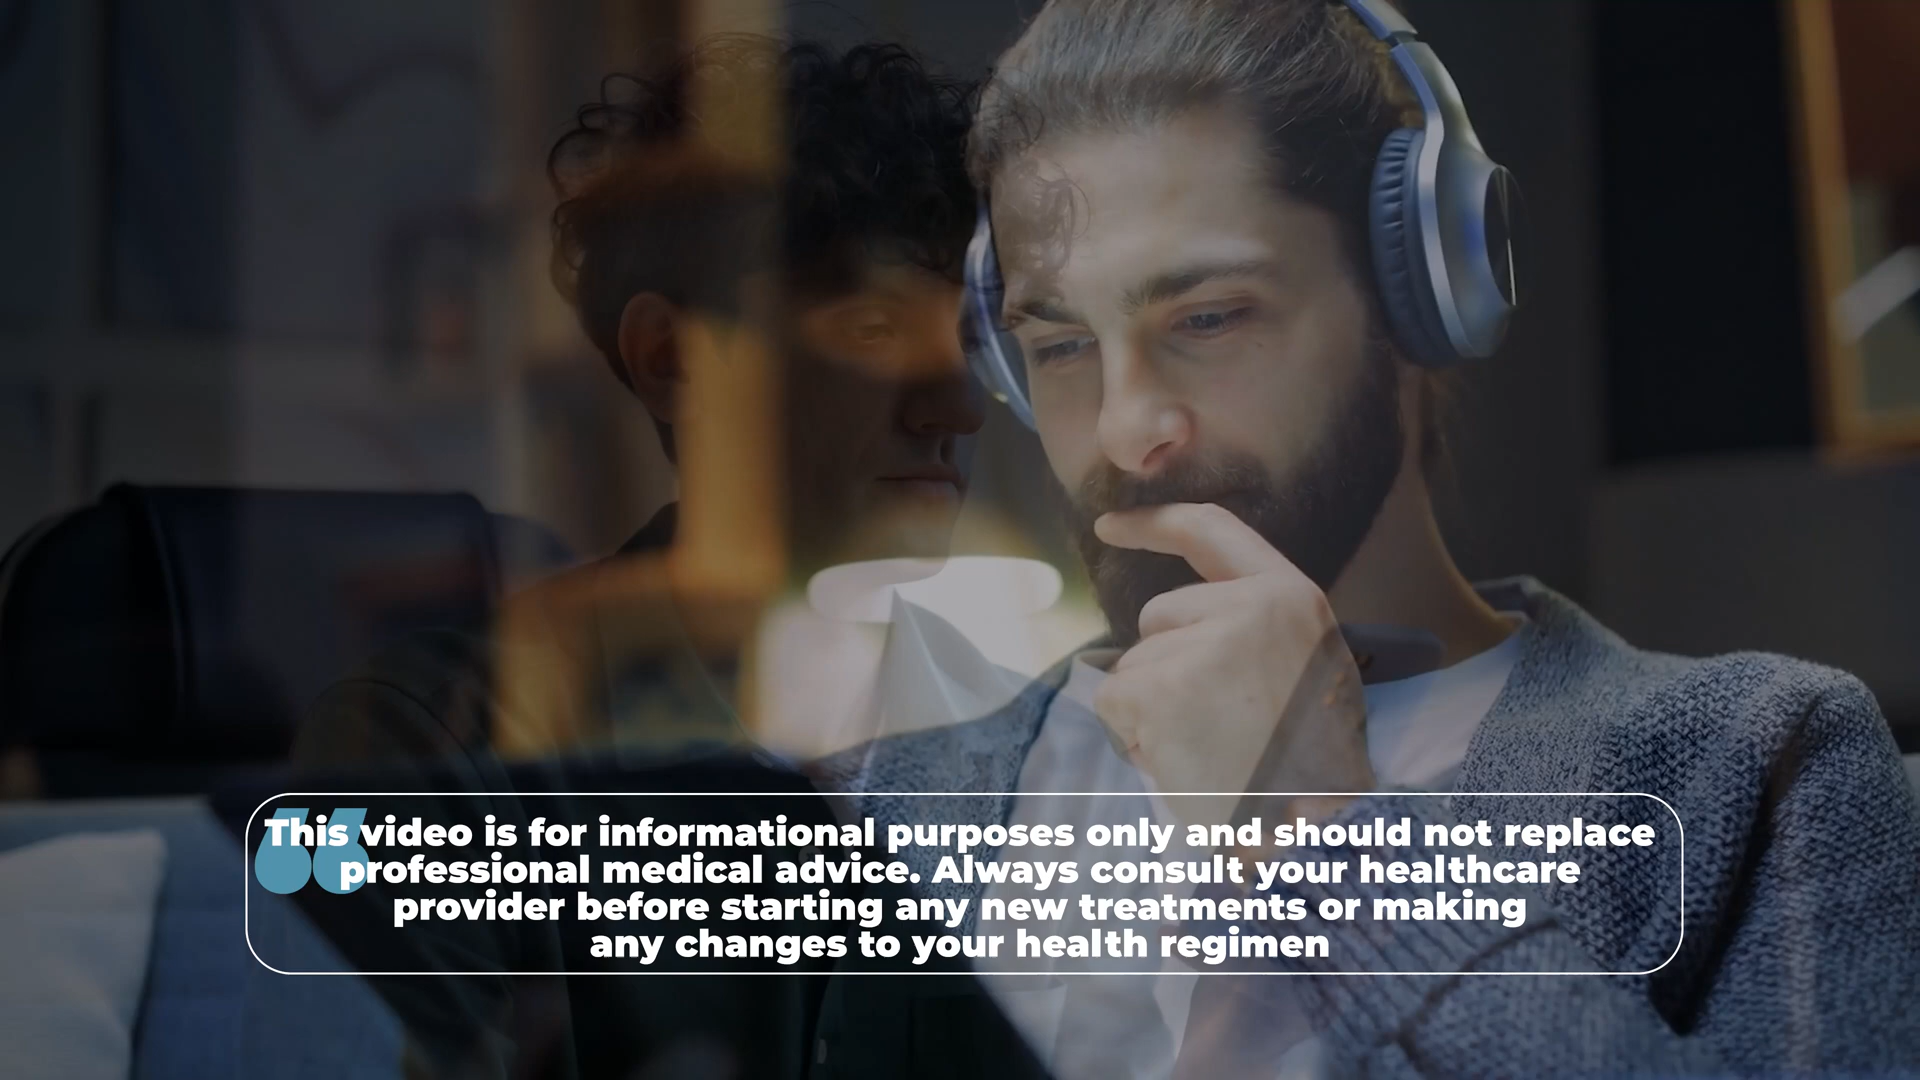 This video is for informational purposes only and should not replace
professional medical advice. Always consult your healthcare
provider before starting any new treatments or making
any changes to your health regimen